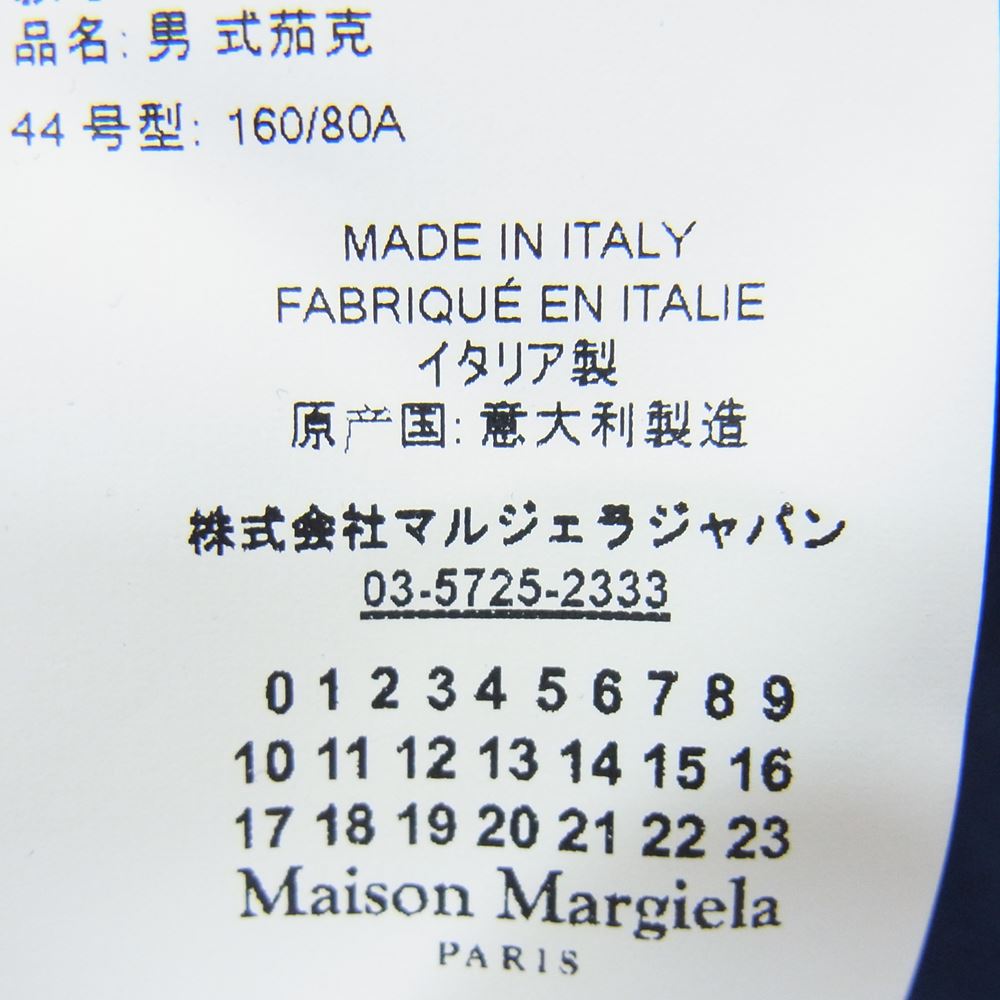 品名: 男 式茄克
44 号型: 160/80A
MADE IN ITALY
FABRIQUÉ EN ITALIE
イタリア製
原产国: 意大利製造
株式会社マルジェラジャパン
03-5725-2333
0 1 2 3 4 5 6 7 8 9
10 11 12 13 14 15 16
17 18 19 20 21 22 23
Maison Margiela
PARIS